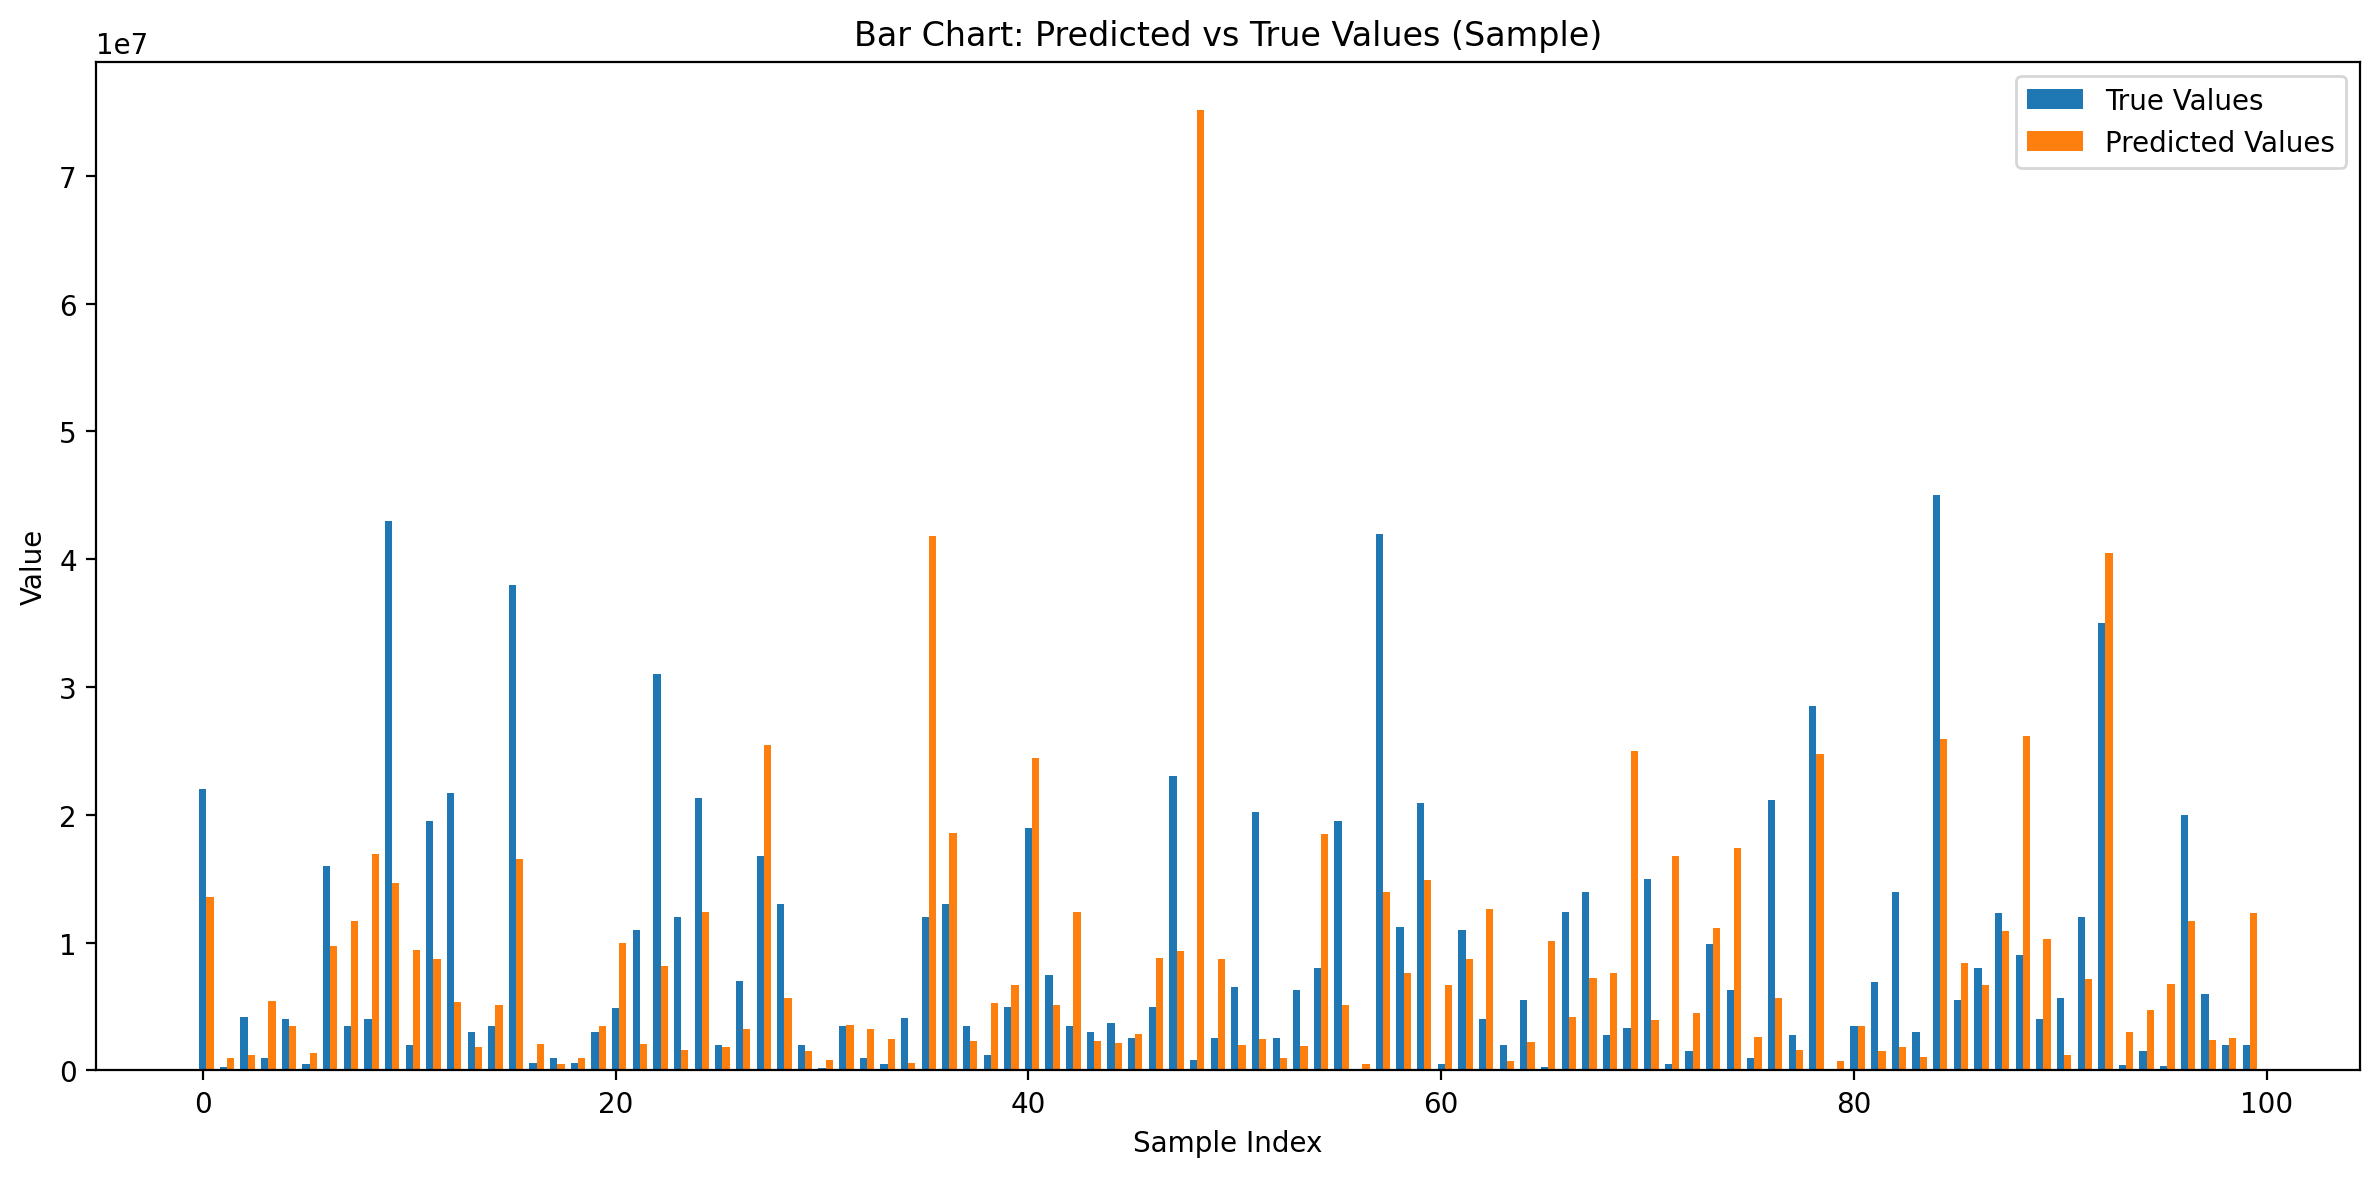 Bar Chart: Predicted vs True Values (Sample)
1e7
True Values
Predicted Values
7
6
5
4
3
2
1
0
Value
0 20 40 60 80 100
Sample Index